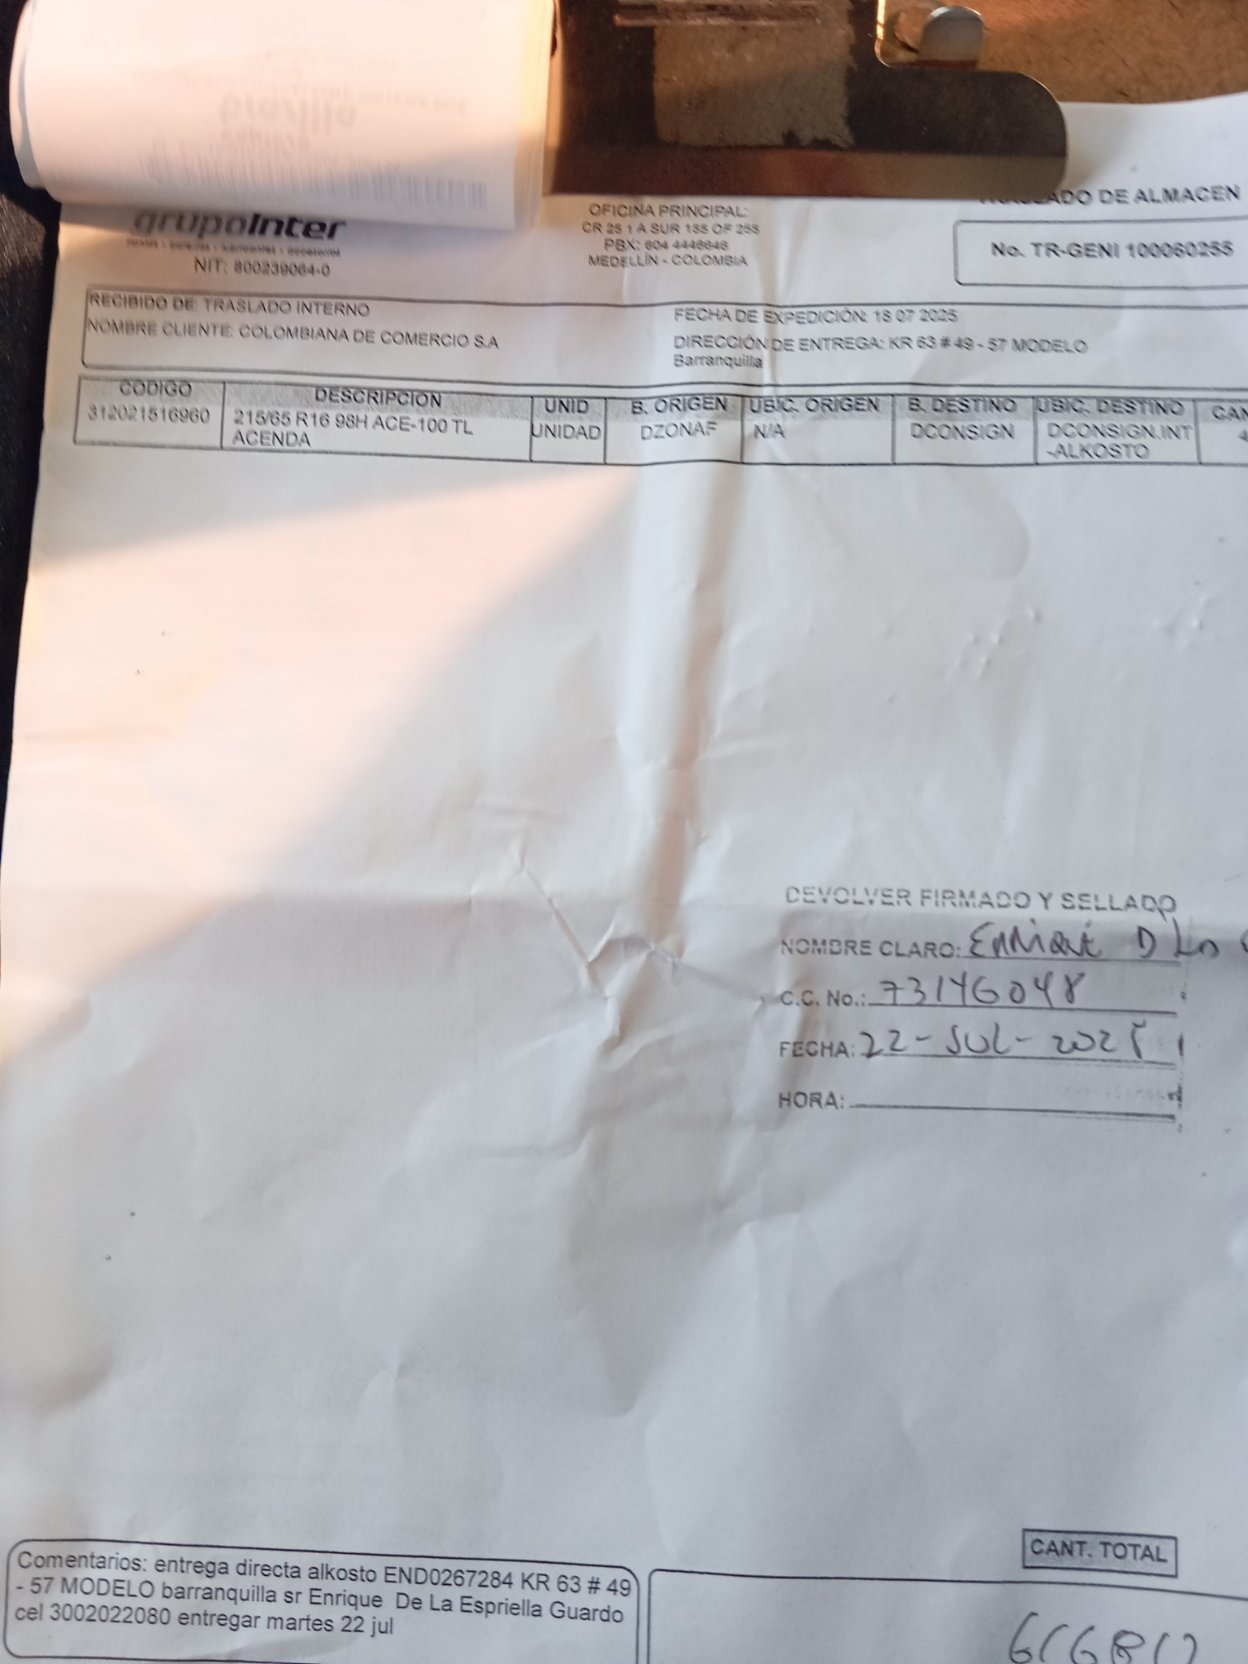 grupoInter
NIT: 800239064-0
OFICINA PRINCIPAL:
CR 25 1 A SUR 155 OF 255
PBX: 604 4446646
MEDELLÍN - COLOMBIA
DE ALMACEN
No. TR-GENI 100060255
RECIBIDO DE: TRASLADO INTERNO
NOMBRE CLIENTE: COLOMBIANA DE COMERCIO S.A
FECHA DE EXPEDICIÓN: 18 07 2025
DIRECCIÓN DE ENTREGA: KR 63 # 49 - 57 MODELO
Barranquilla
CODIGO DESCRIPCION UNID B. ORIGEN UBIC. ORIGEN B. DESTINO UBIC. DESTINO CAN
312021516960 215/65 R16 98H ACE-100 TL UNIDAD DZONAF N/A DCONSIGN DCONSIGN.INT 4
ACENDA -ALKOSTO
DEVOLVER FIRMADO Y SELLADO
NOMBRE CLARO: Enrique D La
C.C. No.: 73146048
FECHA: 22-JUL-2025
HORA:
CANT. TOTAL
Comentarios: entrega directa alkosto END0267284 KR 63 # 49
- 57 MODELO barranquilla sr Enrique De La Espriella Guardo
cel 3002022080 entregar martes 22 jul